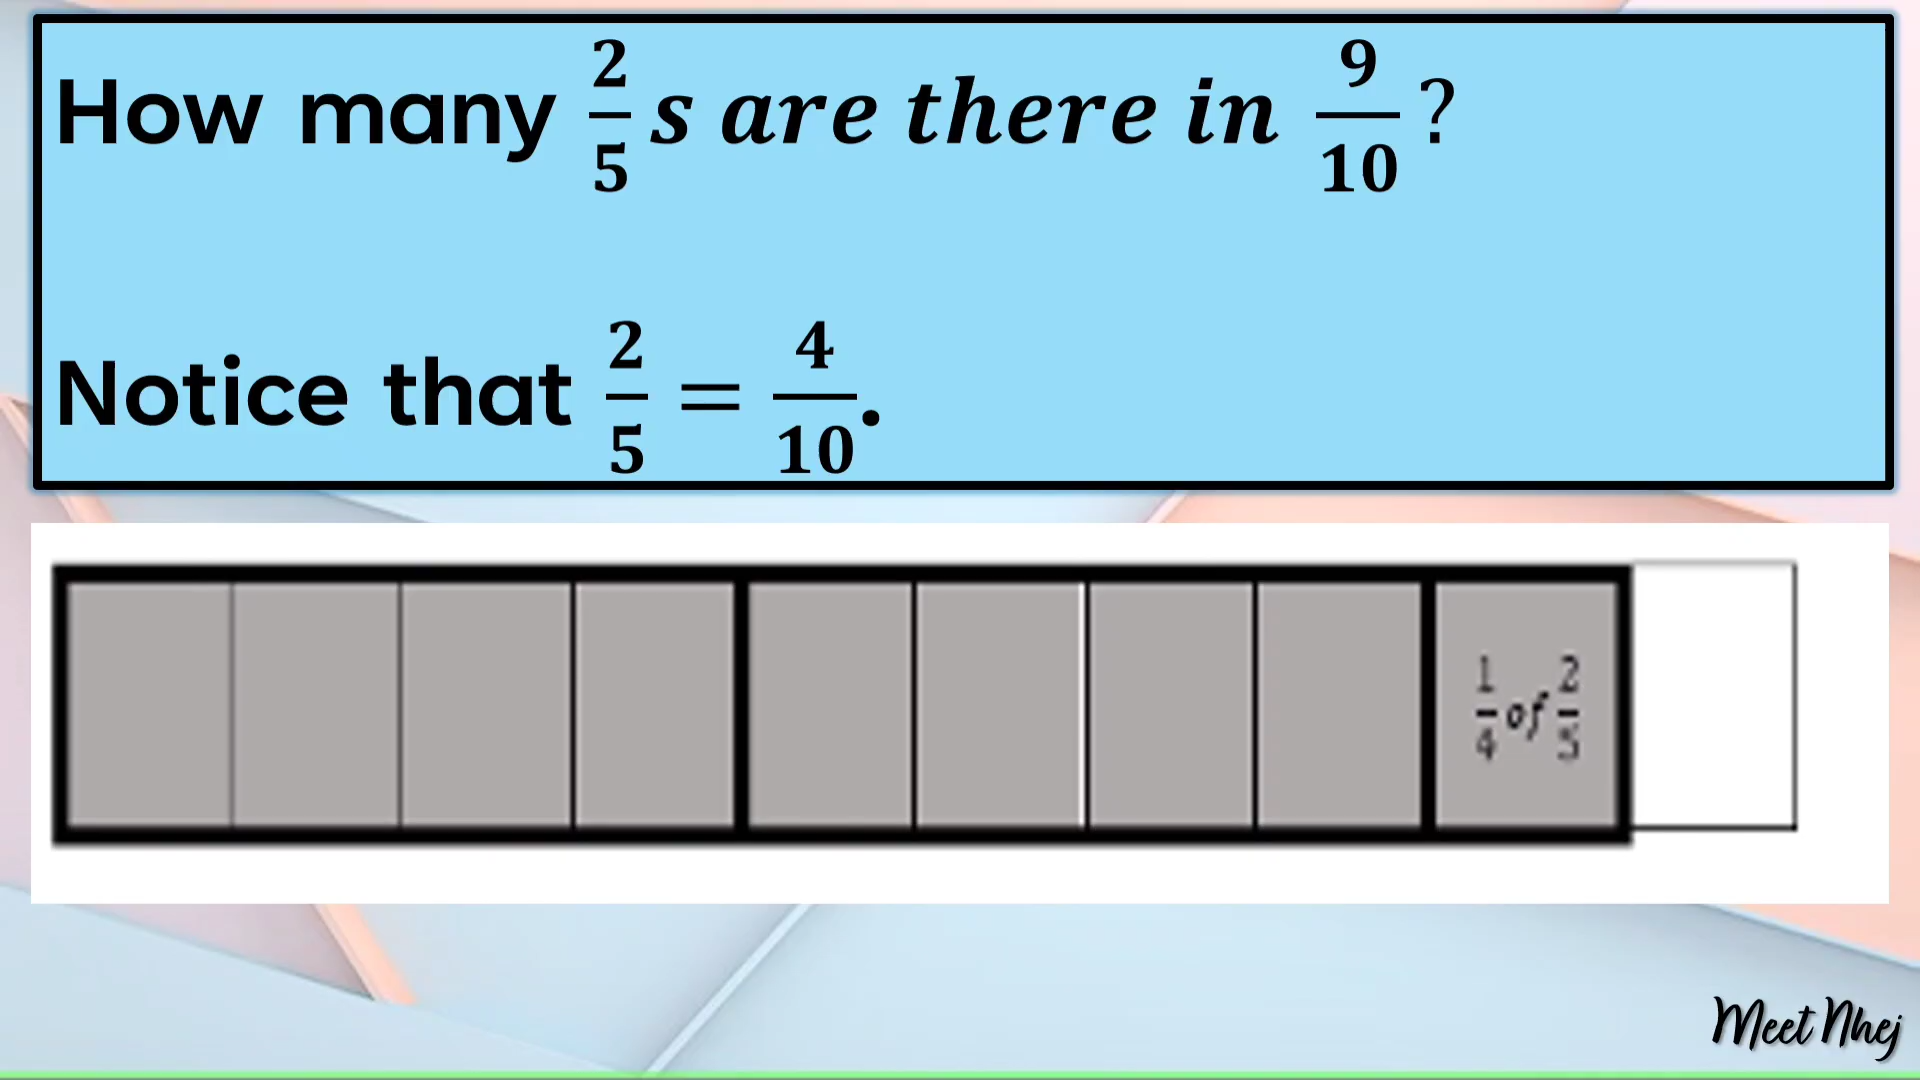 How many 2/5 s are there in 9/10 ?
Notice that 2/5 = 4/10.
1/4 of 2/5
Meet Nhej